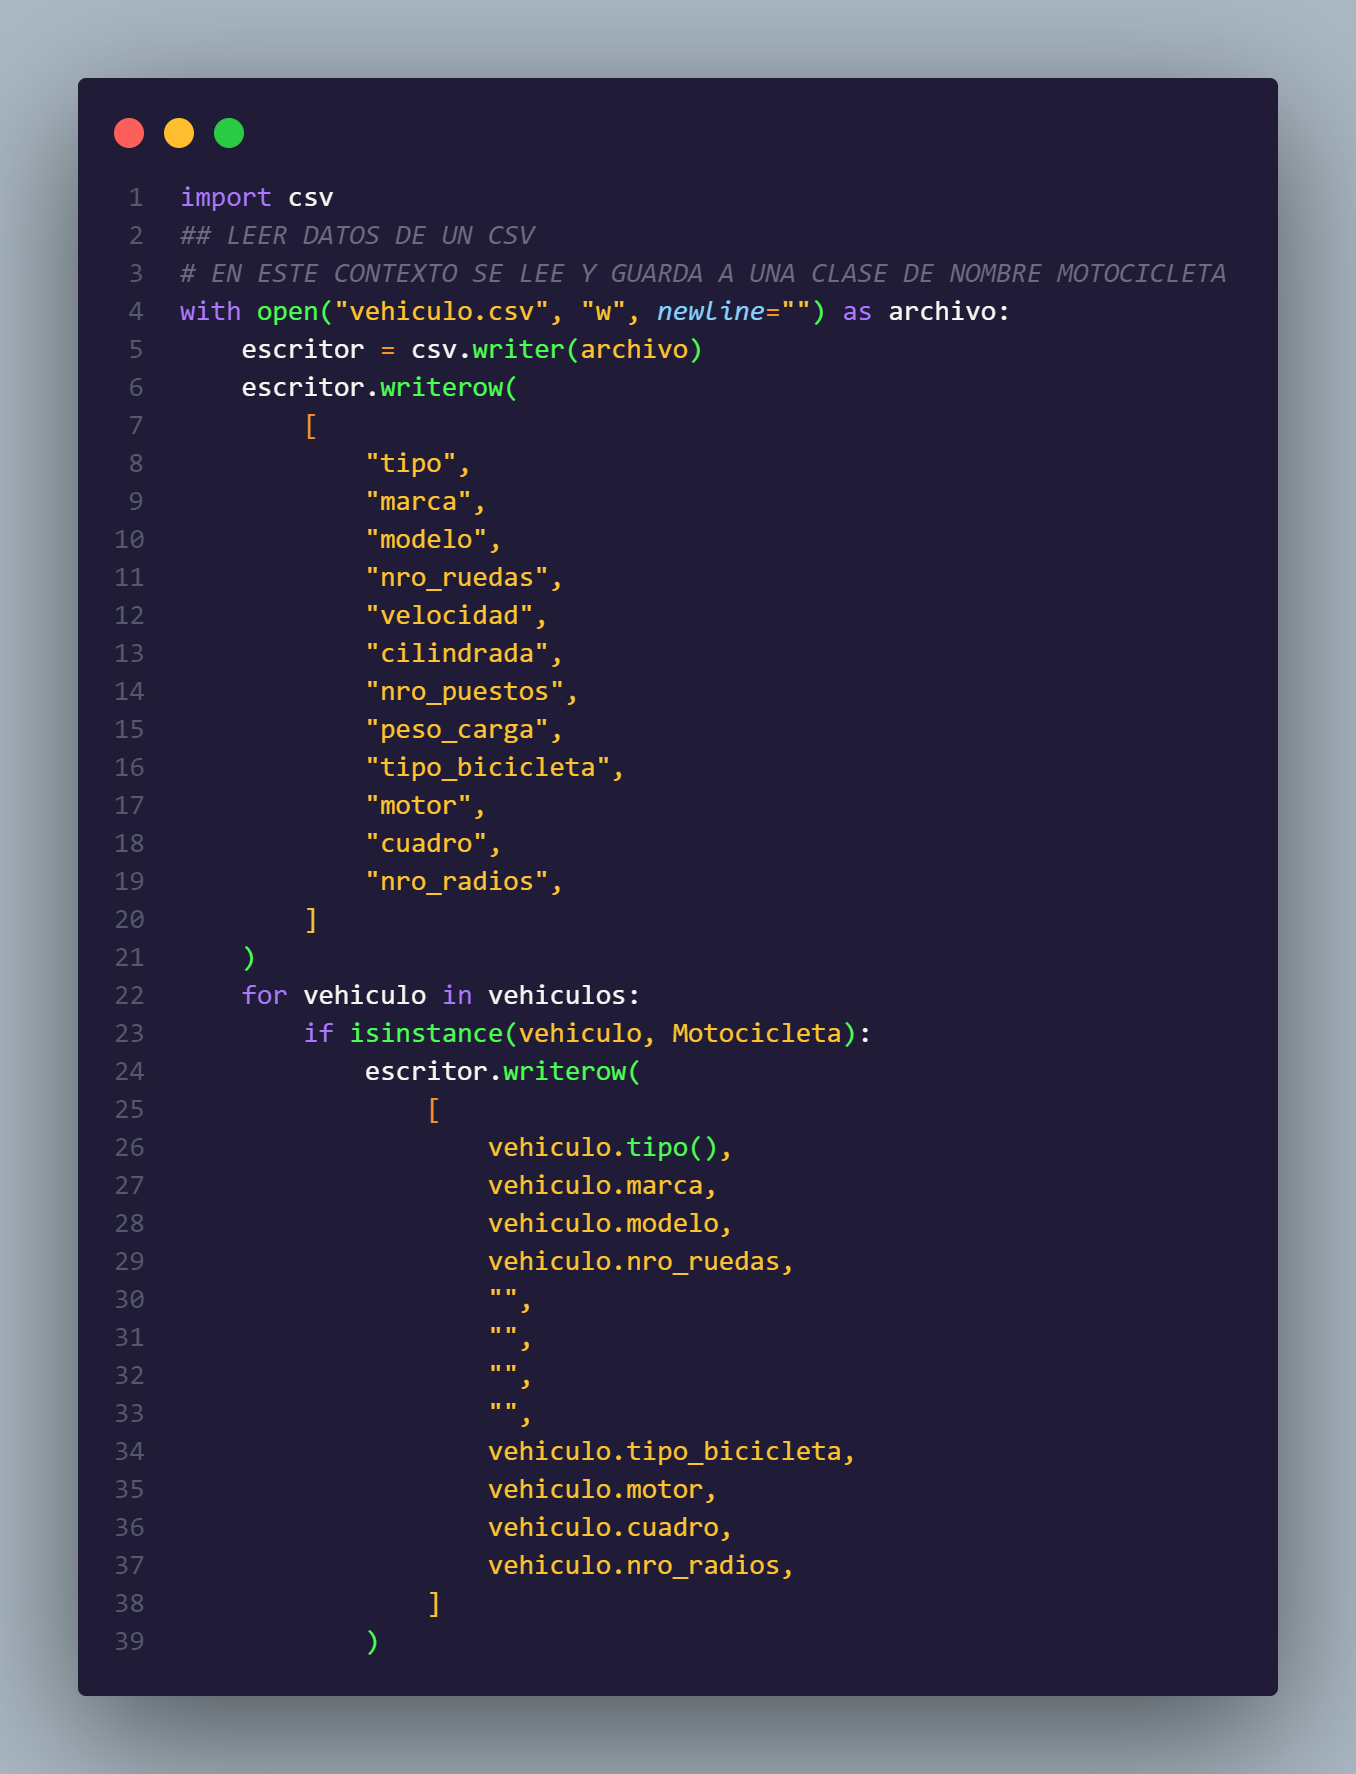 1 import csv
2 ## LEER DATOS DE UN CSV
3 # EN ESTE CONTEXTO SE LEE Y GUARDA A UNA CLASE DE NOMBRE MOTOCICLETA
4 with open("vehiculo.csv", "w", newline="") as archivo:
5     escritor = csv.writer(archivo)
6     escritor.writerow(
7         [
8             "tipo",
9             "marca",
10             "modelo",
11             "nro_ruedas",
12             "velocidad",
13             "cilindrada",
14             "nro_puestos",
15             "peso_carga",
16             "tipo_bicicleta",
17             "motor",
18             "cuadro",
19             "nro_radios",
20         ]
21     )
22     for vehiculo in vehiculos:
23         if isinstance(vehiculo, Motocicleta):
24             escritor.writerow(
25                 [
26                     vehiculo.tipo(),
27                     vehiculo.marca,
28                     vehiculo.modelo,
29                     vehiculo.nro_ruedas,
30                     "",
31                     "",
32                     "",
33                     "",
34                     vehiculo.tipo_bicicleta,
35                     vehiculo.motor,
36                     vehiculo.cuadro,
37                     vehiculo.nro_radios,
38                 ]
39             )